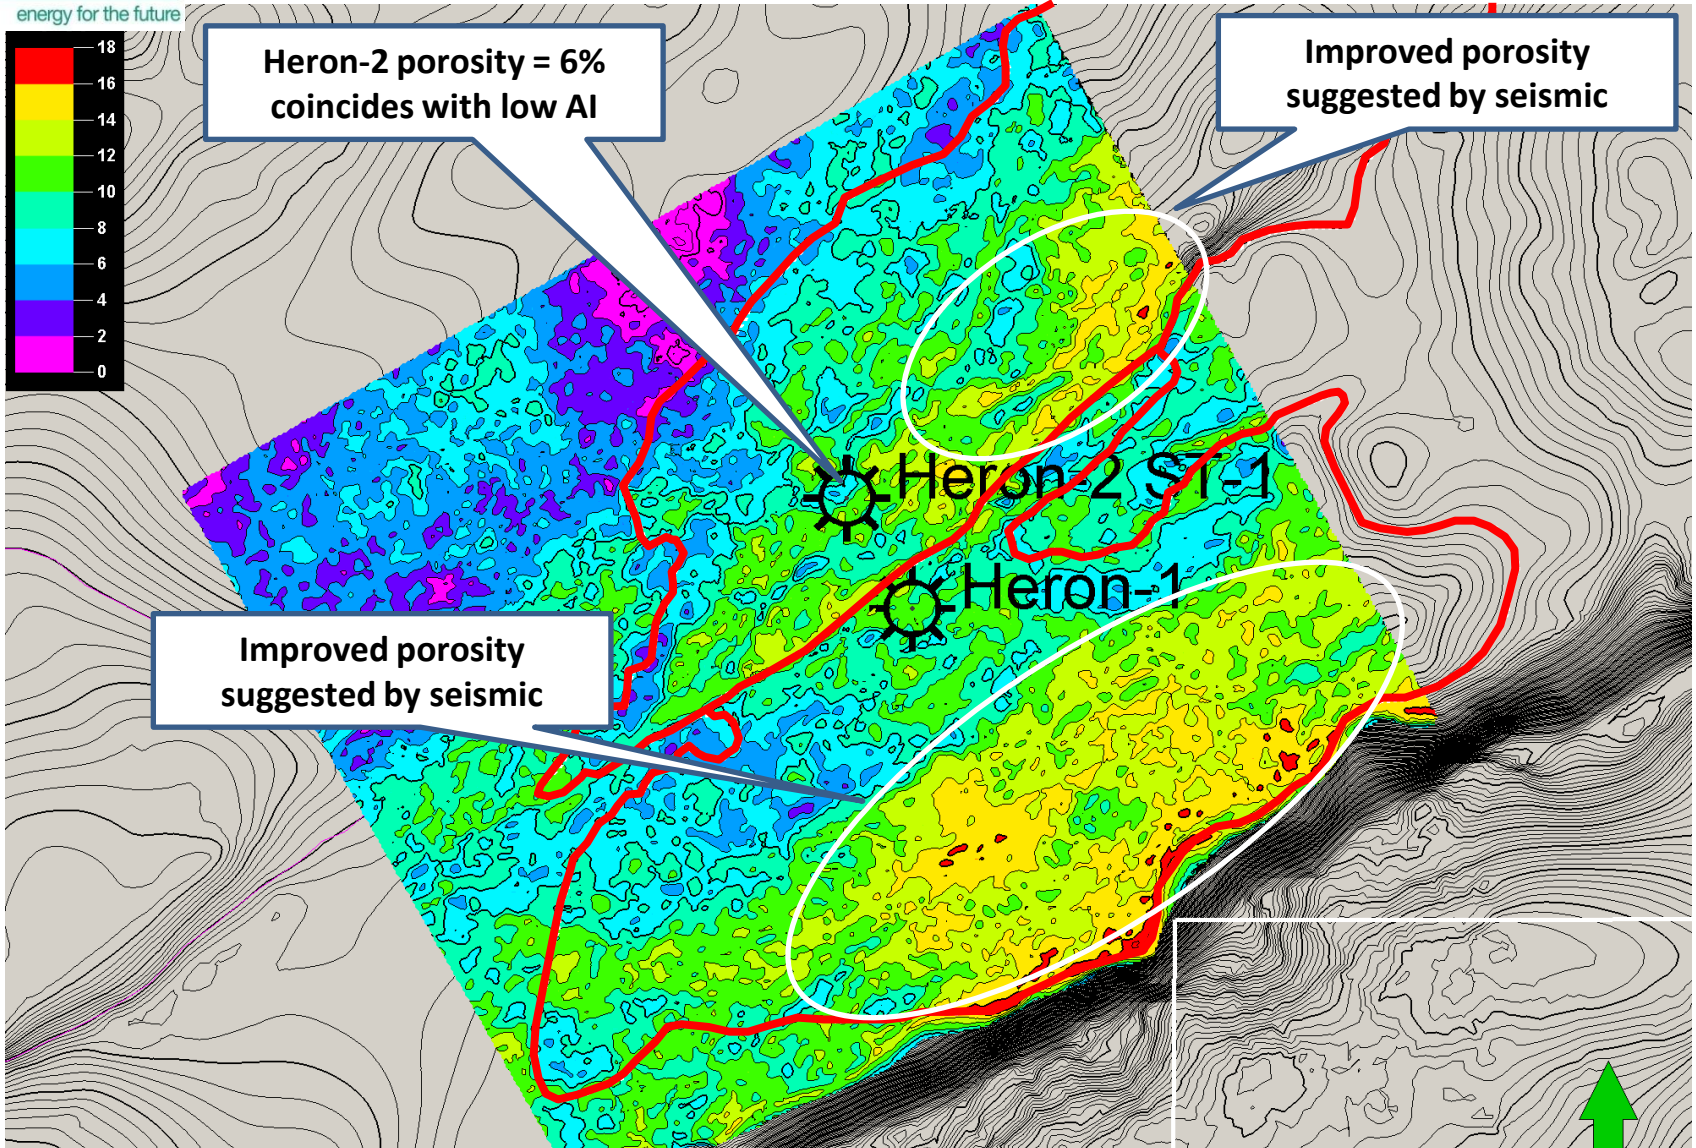 energy for the future
18
16
14
12
10
8
6
4
2
0
Heron-2 porosity = 6%
coincides with low AI
Improved porosity
suggested by seismic
Heron-2 ST-1
Heron-1
Improved porosity
suggested by seismic